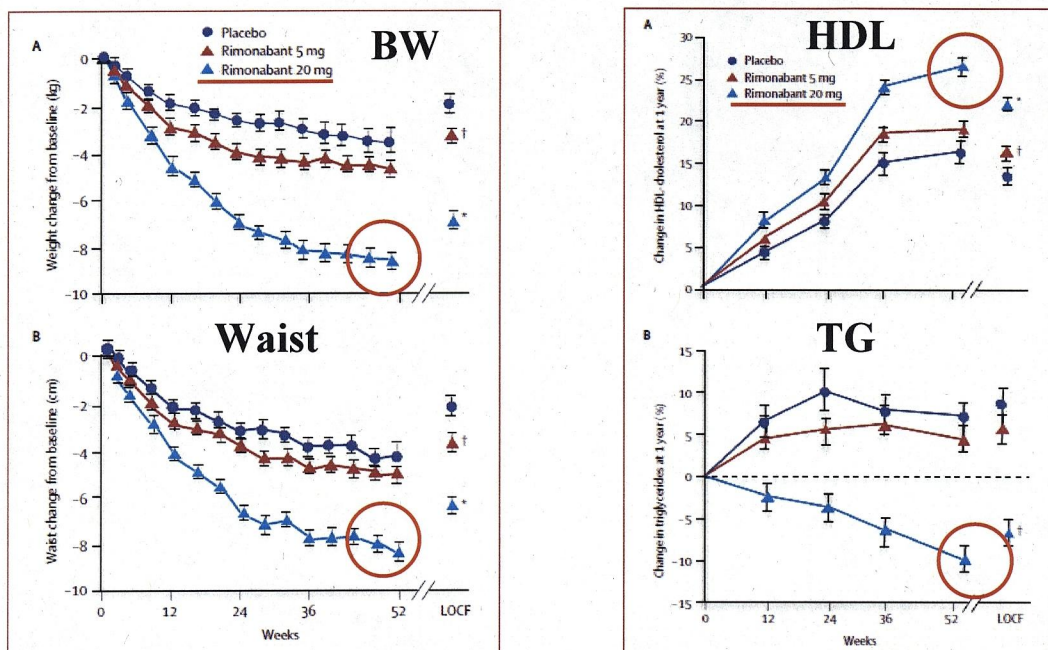 A
Placebo
Rimonabant 5 mg
Rimonabant 20 mg
BW
Weight change from baseline (kg)
0
−2
−4
−6
−8
−10
†
*
B
Waist
Waist change from baseline (cm)
0
−2
−4
−6
−8
−10
†
*
0
12
24
36
52
LOCF
Weeks
A
HDL
Placebo
Rimonabant 5 mg
Rimonabant 20 mg
Change in HDL-cholesterol at 1 year (%)
30
25
20
15
10
5
0
*
†
B
TG
Change in triglycerides at 1 year (%)
15
10
5
0
−5
−10
−15
†
0
12
24
36
52
LOCF
Weeks